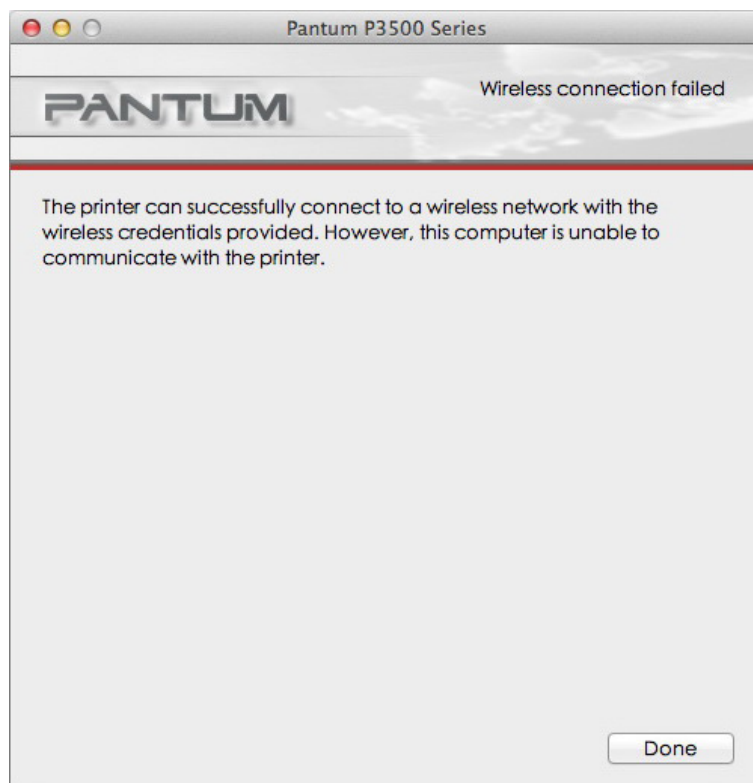 Pantum P3500 Series
PANTUM
Wireless connection failed
The printer can successfully connect to a wireless network with the
wireless credentials provided. However, this computer is unable to
communicate with the printer.
Done